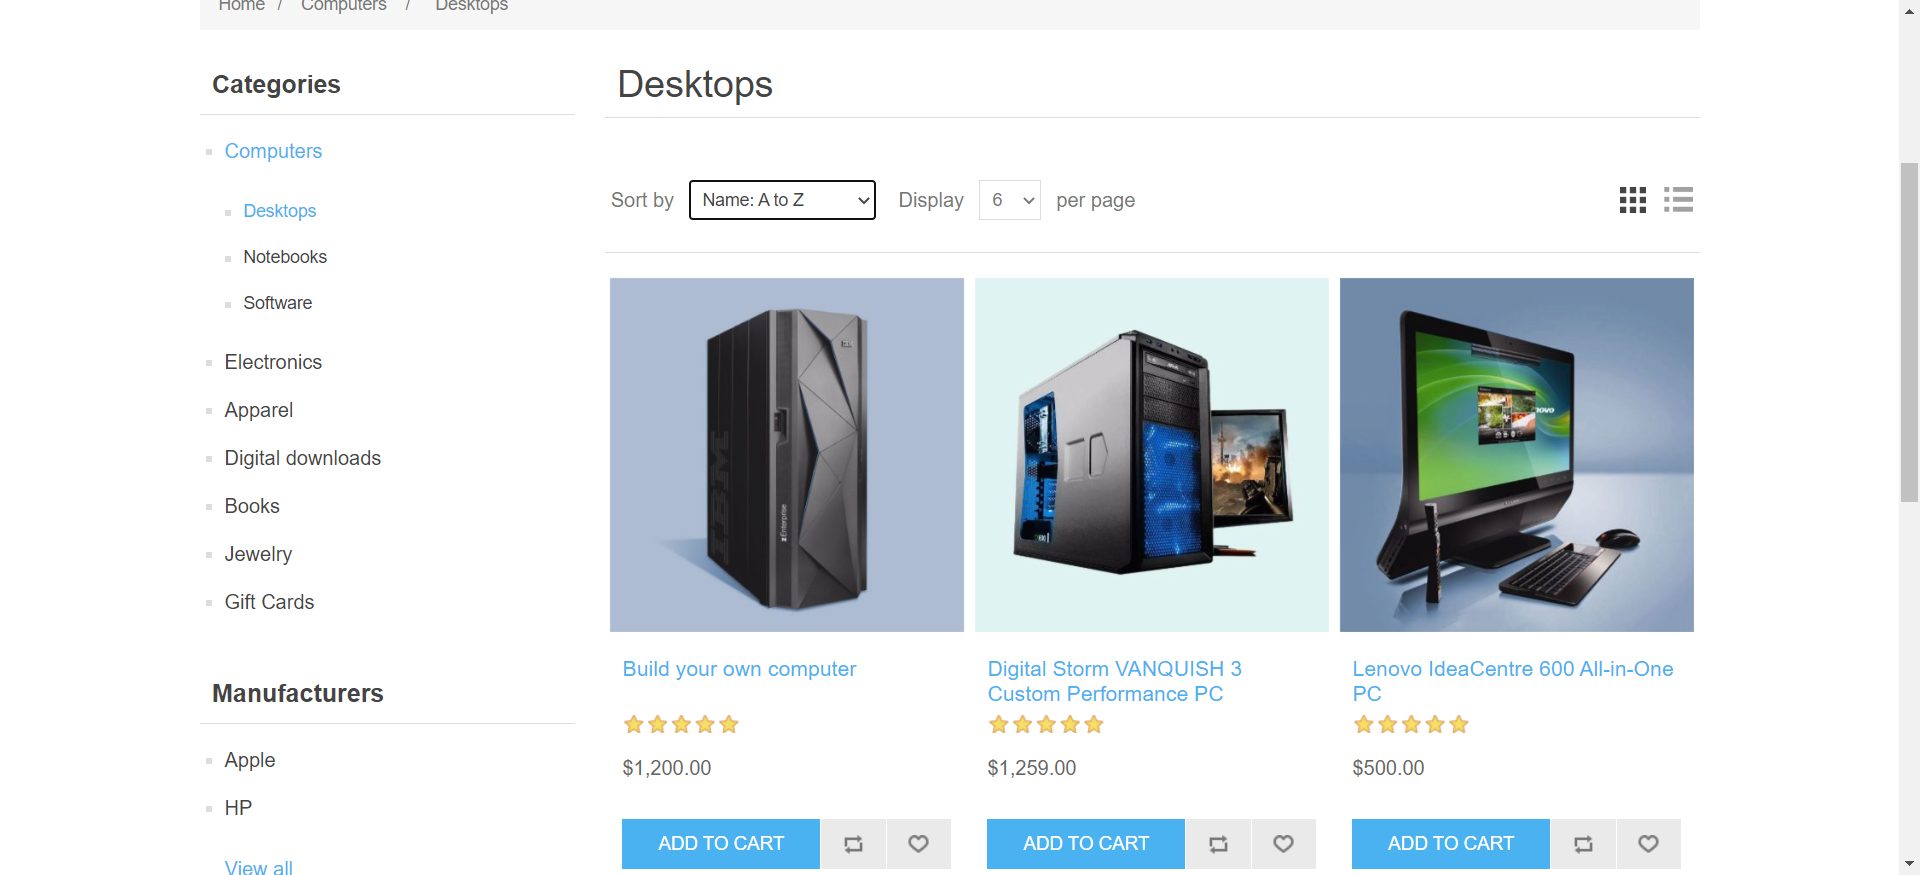 Home / Computers / Desktops
Categories
Computers
Desktops
Notebooks
Software
Electronics
Apparel
Digital downloads
Books
Jewelry
Gift Cards
Manufacturers
Apple
HP
View all
Desktops
Sort by Name: A to Z Display 6 per page
IBM
zEnterprise
Build your own computer
$1,200.00
ADD TO CART
Digital Storm VANQUISH 3
Custom Performance PC
$1,259.00
ADD TO CART
Lenovo IdeaCentre 600 All-in-One
PC
$500.00
ADD TO CART